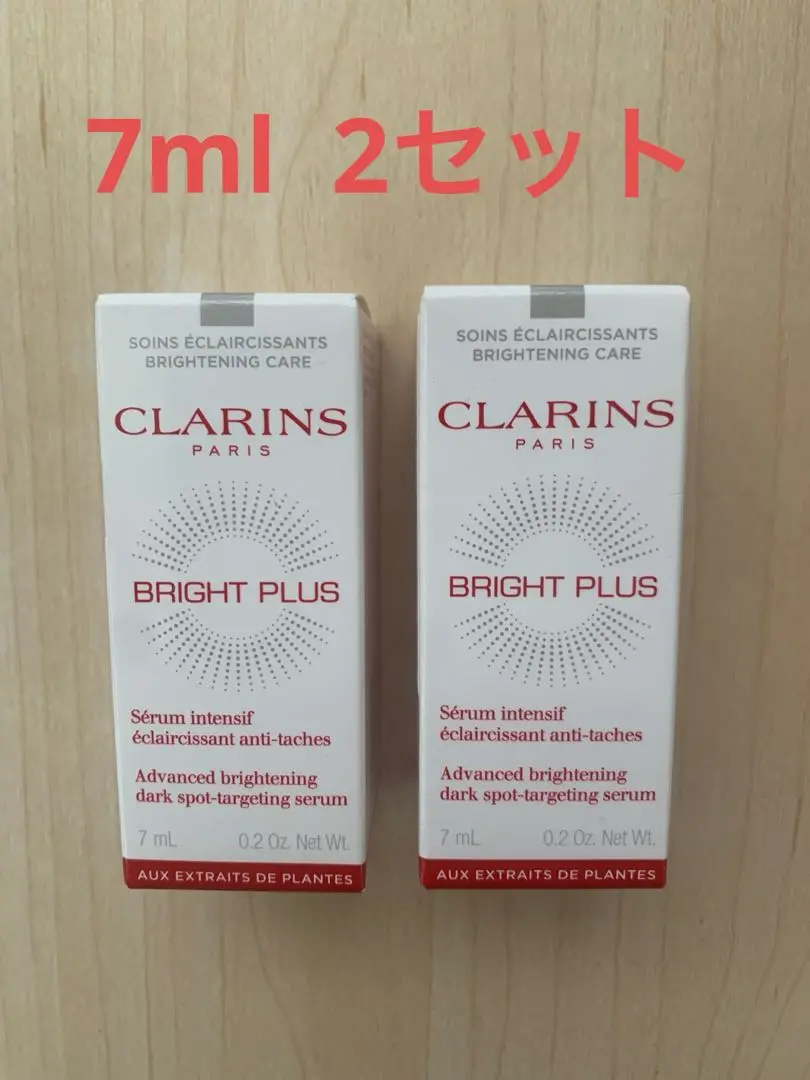 7ml 2セット
SOINS ÉCLAIRCISSANTS
BRIGHTENING CARE
CLARINS
PARIS
BRIGHT PLUS
Sérum intensif
éclaircissant anti-taches
Advanced brightening
dark spot-targeting serum
7 mL 0.2 Oz. Net Wt.
AUX EXTRAITS DE PLANTES
SOINS ÉCLAIRCISSANTS
BRIGHTENING CARE
CLARINS
PARIS
BRIGHT PLUS
Sérum intensif
éclaircissant anti-taches
Advanced brightening
dark spot-targeting serum
7 mL 0.2 Oz. Net Wt.
AUX EXTRAITS DE PLANTES